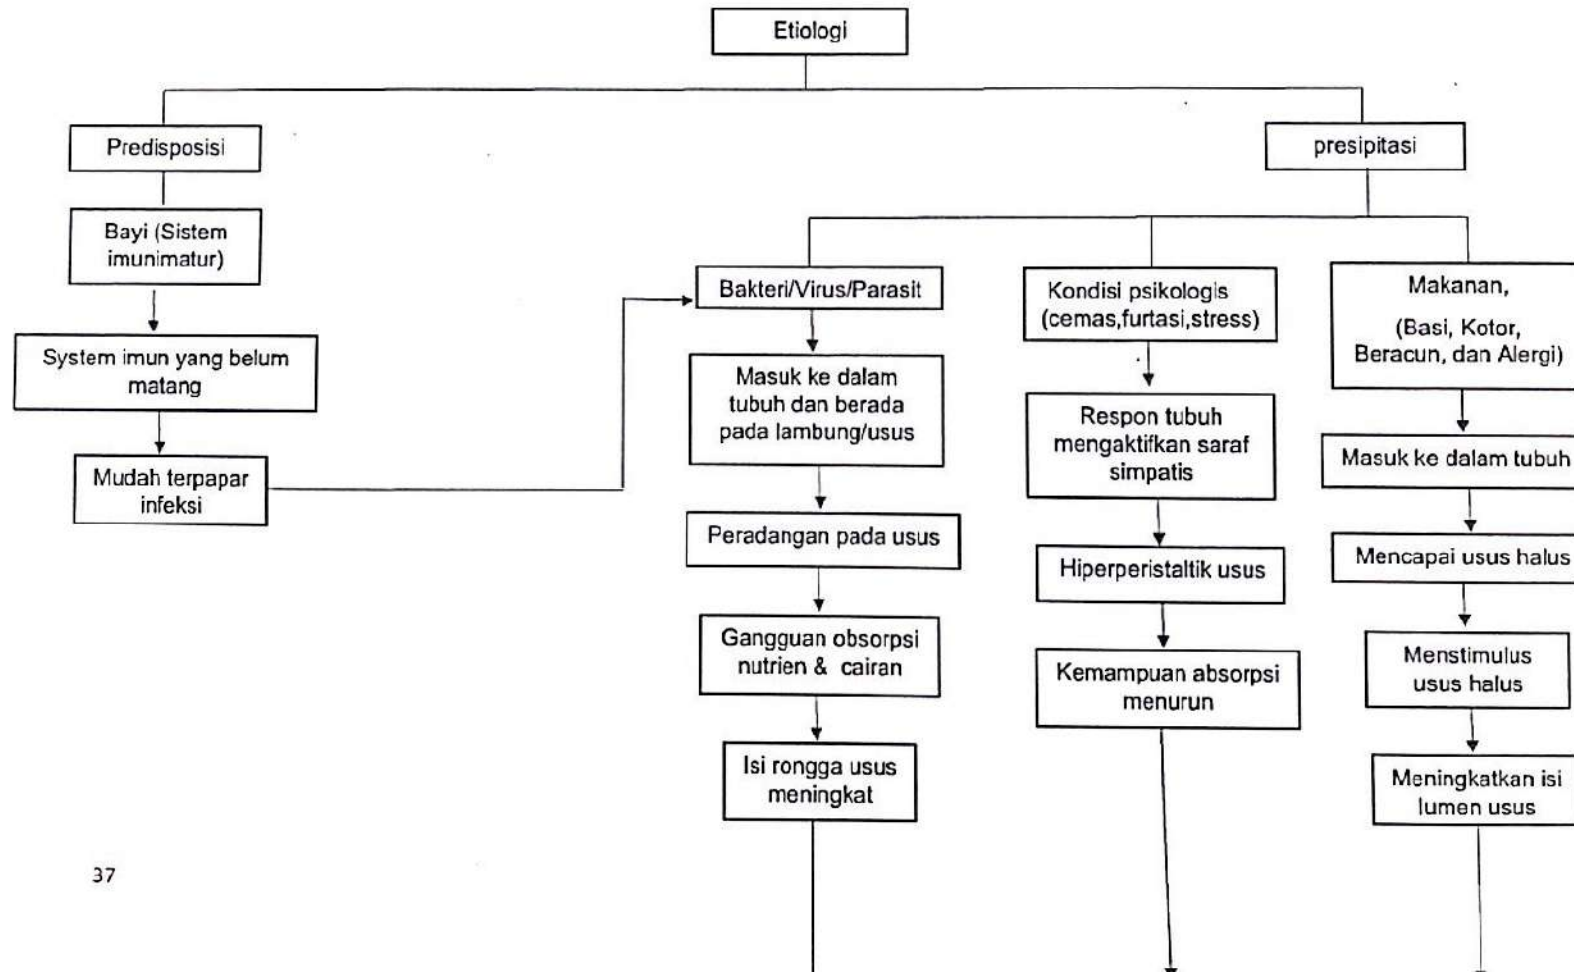 Etiologi
Predisposisi
presipitasi
Bayi (Sistem
imunimatur)
System imun yang belum
matang
Mudah terpapar
infeksi
Bakteri/Virus/Parasit
Masuk ke dalam
tubuh dan berada
pada lambung/usus
Peradangan pada usus
Gangguan obsorpsi
nutrien & cairan
Isi rongga usus
meningkat
Kondisi psikologis
(cemas,furtasi,stress)
Respon tubuh
mengaktifkan saraf
simpatis
Hiperperistaltik usus
Kemampuan absorpsi
menurun
Makanan,
(Basi, Kotor,
Beracun, dan Alergi)
Masuk ke dalam tubuh
Mencapai usus halus
Menstimulus
usus halus
Meningkatkan isi
lumen usus
37